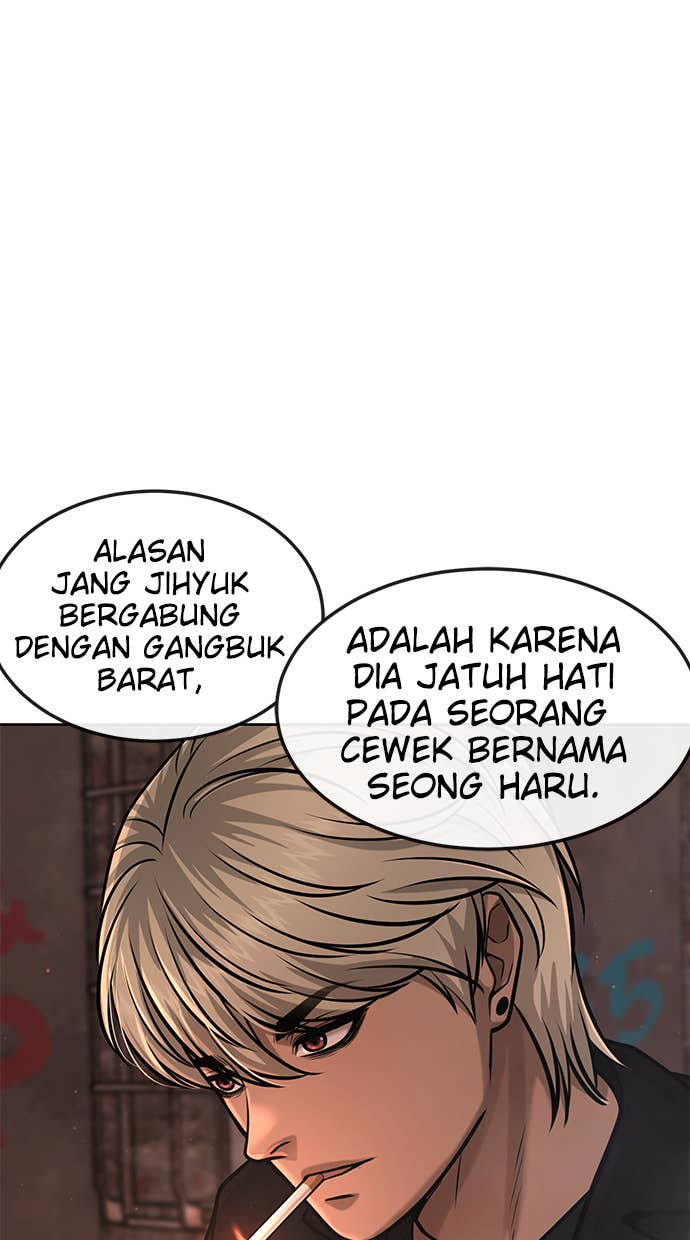 ALASAN
JANG JIHYUK
BERGABUNG
DENGAN GANGBUK
BARAT,
ADALAH KARENA
DIA JATUH HATI
PADA SEORANG
CEWEK BERNAMA
SEONG HARU.